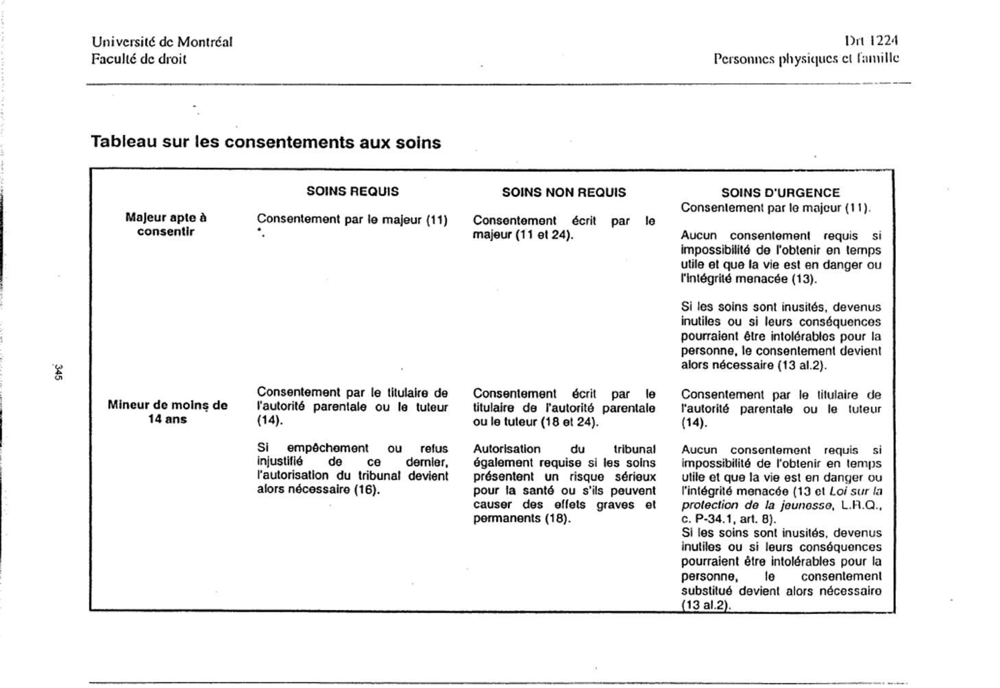 Université de Montréal
Faculté de droit
Drt 1224
Personnes physiques et famille
Tableau sur les consentements aux soins
SOINS REQUIS
SOINS NON REQUIS
SOINS D'URGENCE
Majeur apte à
consentir
Consentement par le majeur (11)
*.
Consentement écrit par le
majeur (11 et 24).
Consentement par le majeur (11).
Aucun consentement requis si
impossibilité de l'obtenir en temps
utile et que la vie est en danger ou
l'intégrité menacée (13).
Si les soins sont inusités, devenus
inutiles ou si leurs conséquences
pourraient être intolérables pour la
personne, le consentement devient
alors nécessaire (13 al.2).
345
Mineur de moins de
14 ans
Consentement par le titulaire de
l'autorité parentale ou le tuteur
(14).
Si empêchement ou refus
injustifié de ce dernier,
l'autorisation du tribunal devient
alors nécessaire (16).
Consentement écrit par le
titulaire de l'autorité parentale
ou le tuteur (18 et 24).
Autorisation du tribunal
également requise si les soins
présentent un risque sérieux
pour la santé ou s'ils peuvent
causer des effets graves et
permanents (18).
Consentement par le titulaire de
l'autorité parentale ou le tuteur
(14).
Aucun consentement requis si
impossibilité de l'obtenir en temps
utile et que la vie est en danger ou
l'intégrité menacée (13 et Loi sur la
protection de la jeunesse, L.R.Q.,
c. P-34.1, art. 8).
Si les soins sont inusités, devenus
inutiles ou si leurs conséquences
pourraient être intolérables pour la
personne, le consentement
substitué devient alors nécessaire
(13 al.2).